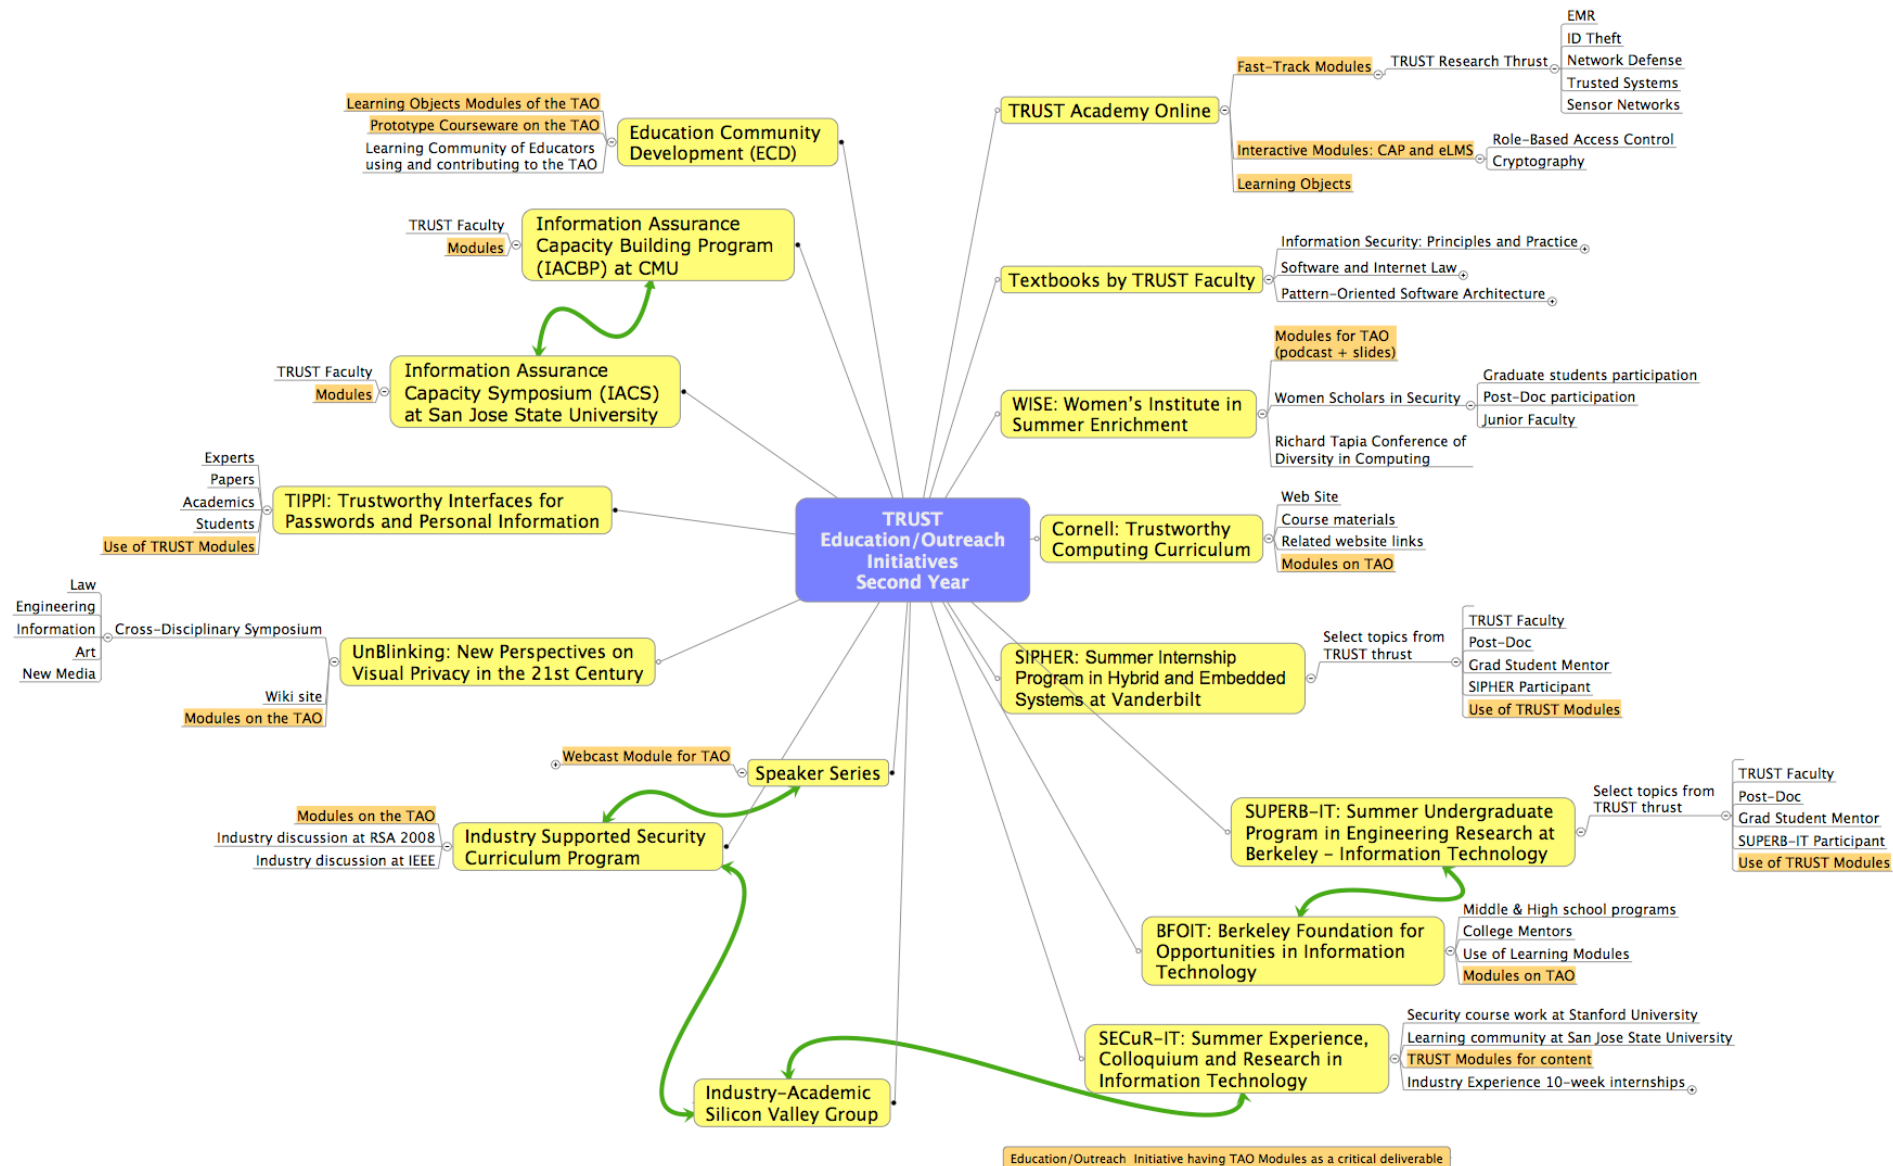 TRUST
Education/Outreach
Initiatives
Second Year
Education Community
Development (ECD)
Learning Objects Modules of the TAO
Prototype Courseware on the TAO
Learning Community of Educators
using and contributing to the TAO
Information Assurance
Capacity Building Program
(IACBP) at CMU
TRUST Faculty
Modules
Information Assurance
Capacity Symposium (IACS)
at San Jose State University
TRUST Faculty
Modules
TIPPI: Trustworthy Interfaces for
Passwords and Personal Information
Experts
Papers
Academics
Students
Use of TRUST Modules
UnBlinking: New Perspectives on
Visual Privacy in the 21st Century
Cross-Disciplinary Symposium
Law
Engineering
Information
Art
New Media
Wiki site
Modules on the TAO
Speaker Series
Webcast Module for TAO
Industry Supported Security
Curriculum Program
Modules on the TAO
Industry discussion at RSA 2008
Industry discussion at IEEE
Industry-Academic
Silicon Valley Group
TRUST Academy Online
Fast-Track Modules
TRUST Research Thrust
EMR
ID Theft
Network Defense
Trusted Systems
Sensor Networks
Interactive Modules: CAP and eLMS
Role-Based Access Control
Cryptography
Learning Objects
Textbooks by TRUST Faculty
Information Security: Principles and Practice
Software and Internet Law
Pattern-Oriented Software Architecture
WISE: Women's Institute in
Summer Enrichment
Modules for TAO
(podcast + slides)
Women Scholars in Security
Graduate students participation
Post-Doc participation
Junior Faculty
Richard Tapia Conference of
Diversity in Computing
Cornell: Trustworthy
Computing Curriculum
Web Site
Course materials
Related website links
Modules on TAO
SIPHER: Summer Internship
Program in Hybrid and Embedded
Systems at Vanderbilt
Select topics from
TRUST thrust
TRUST Faculty
Post-Doc
Grad Student Mentor
SIPHER Participant
Use of TRUST Modules
SUPERB-IT: Summer Undergraduate
Program in Engineering Research at
Berkeley - Information Technology
Select topics from
TRUST thrust
TRUST Faculty
Post-Doc
Grad Student Mentor
SUPERB-IT Participant
Use of TRUST Modules
BFOIT: Berkeley Foundation for
Opportunities in Information
Technology
Middle & High school programs
College Mentors
Use of Learning Modules
Modules on TAO
SECuR-IT: Summer Experience,
Colloquium and Research in
Information Technology
Security course work at Stanford University
Learning community at San Jose State University
TRUST Modules for content
Industry Experience 10-week internships
Education/Outreach Initiative having TAO Modules as a critical deliverable